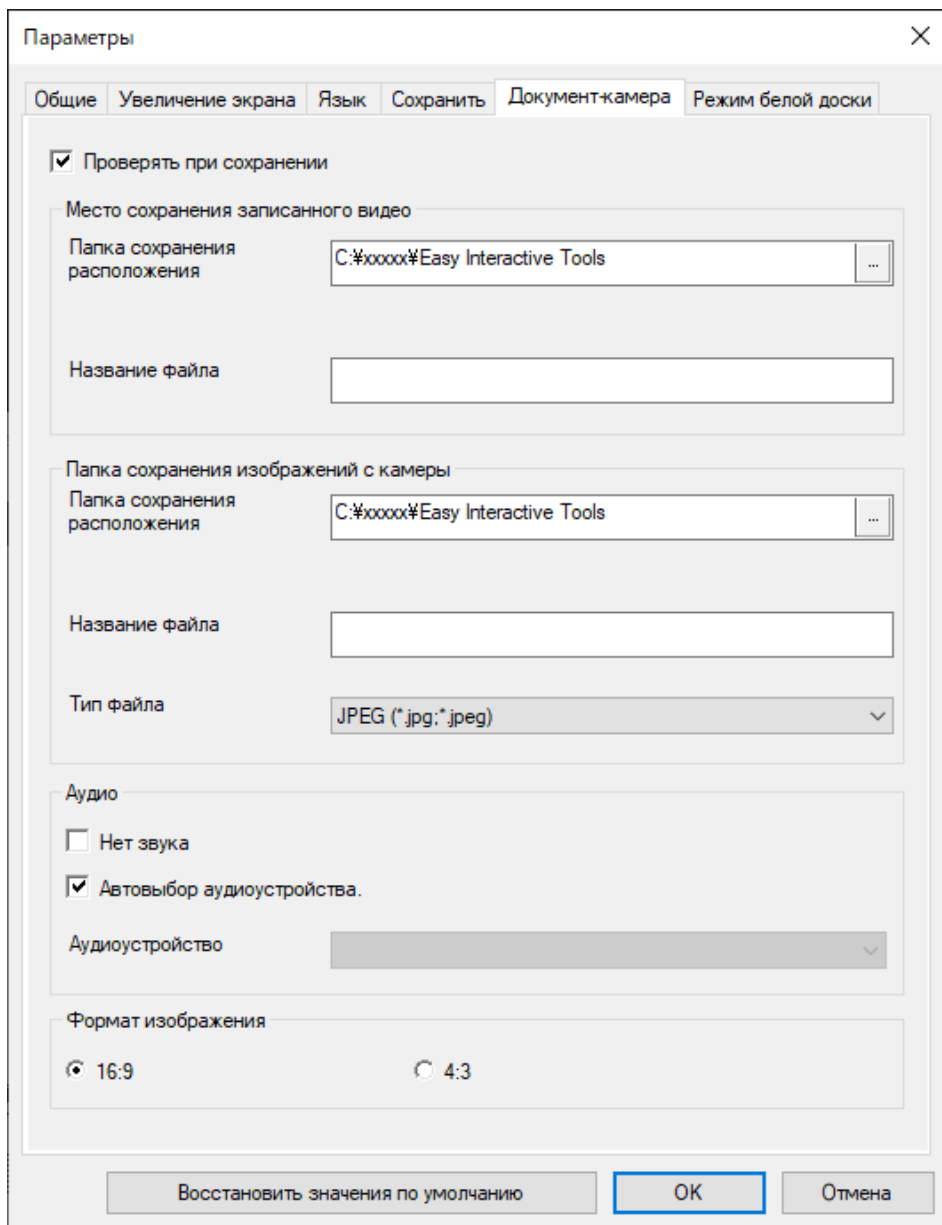 Параметры
Общие Увеличение экрана Язык Сохранить Документ-камера Режим белой доски
Проверять при сохранении
Место сохранения записанного видео
Папка сохранения
расположения
C:¥xxxxx¥Easy Interactive Tools
...
Название файла
Папка сохранения изображений с камеры
Папка сохранения
расположения
C:¥xxxxx¥Easy Interactive Tools
...
Название файла
Тип файла
JPEG (*.jpg;*.jpeg)
Аудио
Нет звука
Автовыбор аудиоустройства.
Аудиоустройство
Формат изображения
16:9 4:3
Восстановить значения по умолчанию OK Отмена